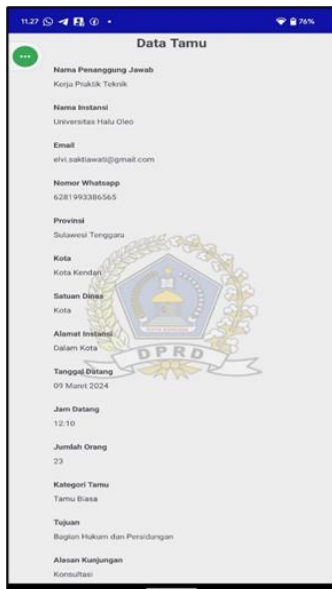 11.27
76%
Data Tamu
Nama Penanggung Jawab
Kerja Praktik Teknik
Nama Instansi
Universitas Halu Oleo
Email
elvi.saktiawati@gmail.com
Nomor Whatsapp
6281993386565
Provinsi
Sulawesi Tenggara
Kota
Kota Kendari
Satuan Dinas
Kota
Alamat Instansi
Dalam Kota
DPRD
Tanggal Datang
09 Maret 2024
Jam Datang
12:10
Jumlah Orang
23
Kategori Tamu
Tamu Biasa
Tujuan
Bagian Hukum dan Persidangan
Alasan Kunjungan
Konsultasi